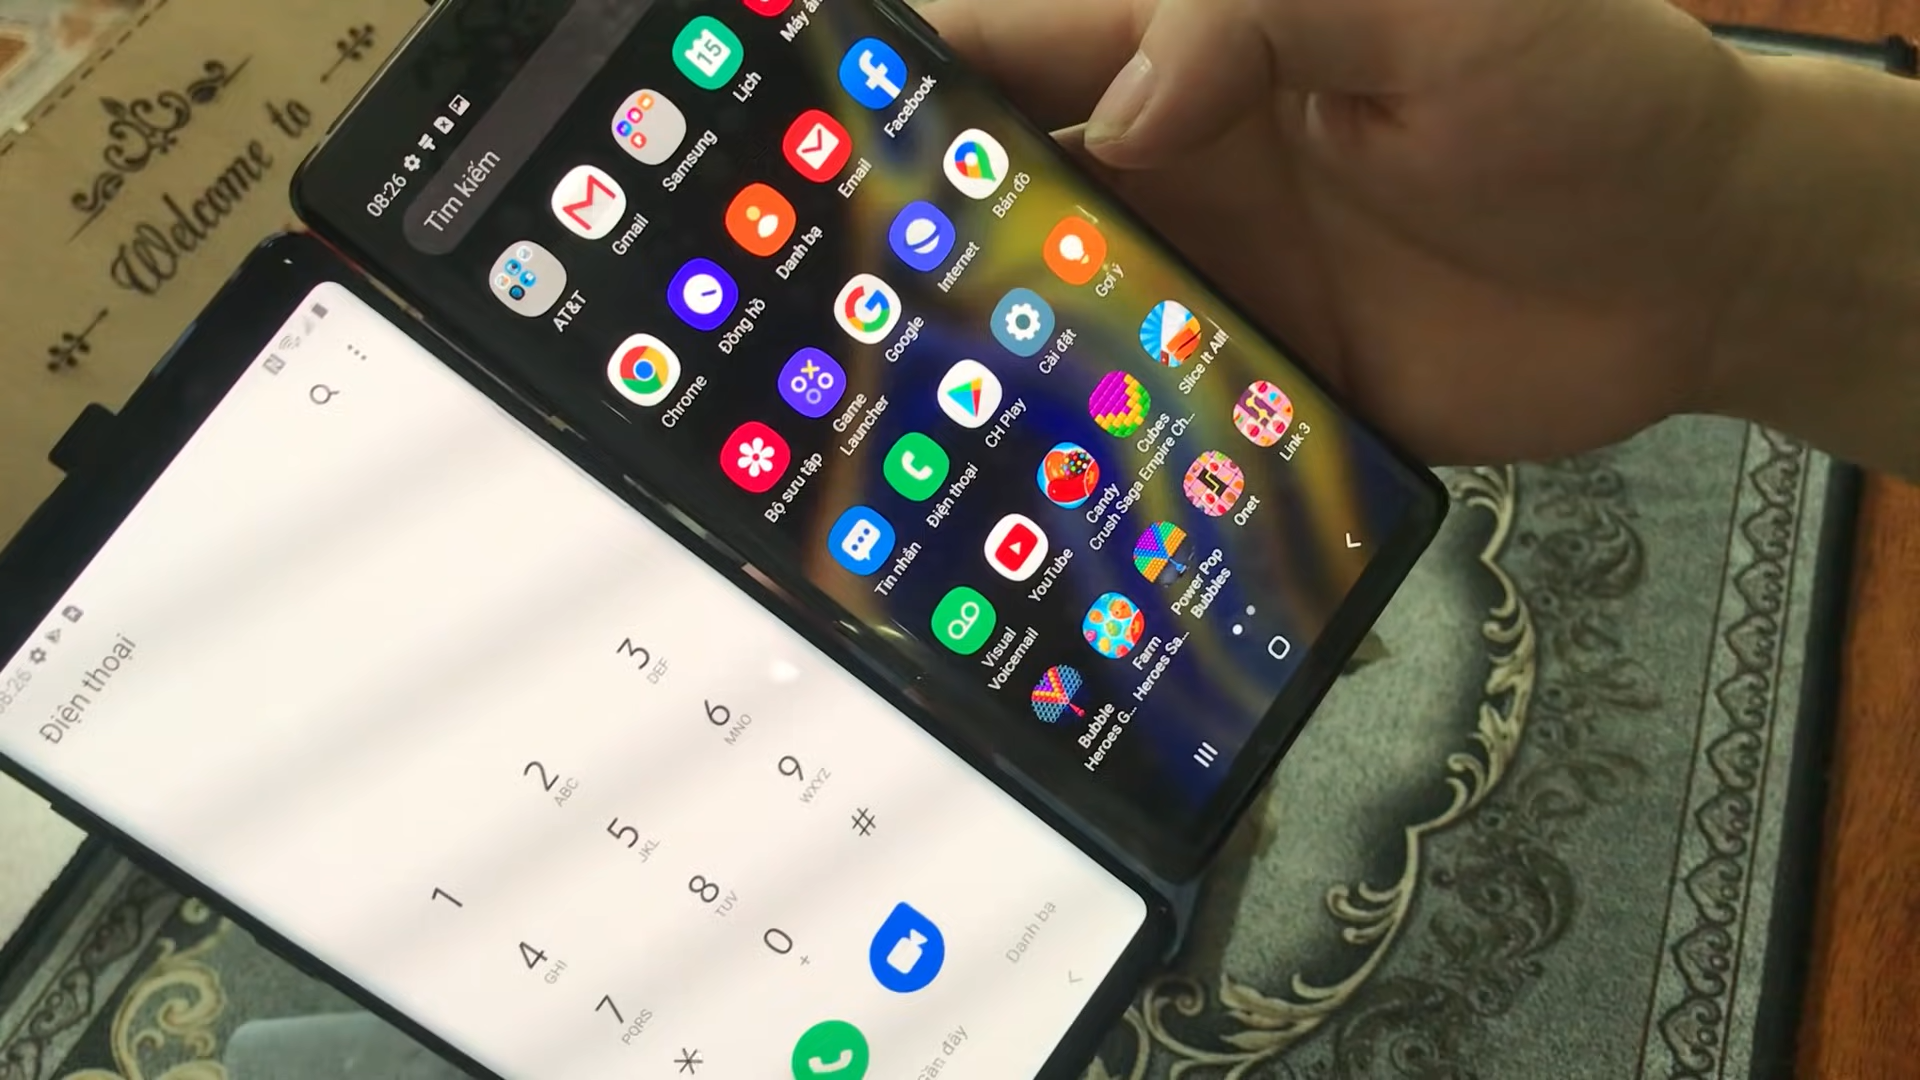 Welcome to
08:26
Tìm kiếm
AT&T
Gmail
Samsung
15
Lịch
Chrome
Đồng hồ
Danh bạ
Email
Facebook
Bộ sưu tập
Game
Launcher
Google
Internet
Bản đồ
Tin nhắn
Điện thoại
CH Play
Cài đặt
Gợi ý
Visual
Voicemail
YouTube
Candy
Crush Saga
Cubes
Empire Ch...
Slice It All!
Bubble
Heroes G...
Farm
Heroes Sa...
Power Pop
Bubbles
Onet
Link 3
08:26
Điện thoại
1
2 ABC
3 DEF
4 GHI
5 JKL
6 MNO
7 PQRS
8 TUV
9 WXYZ
*
0 +
#
Gần đây
Danh bạ